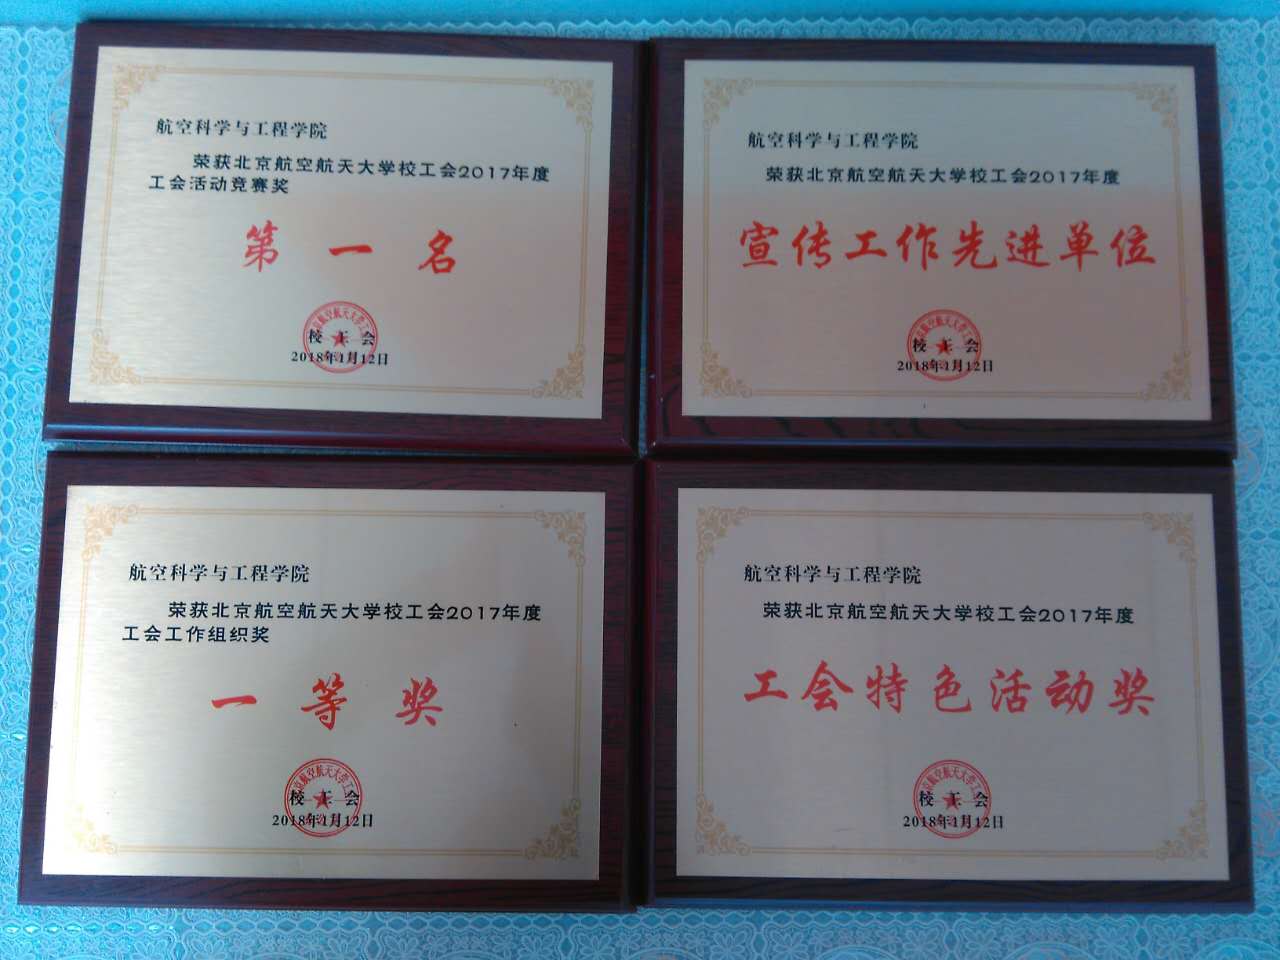 航空科学与工程学院
荣获北京航空航天大学校工会2017年度
工会活动竞赛奖
第一名
校工会
2018年1月12日
航空科学与工程学院
荣获北京航空航天大学校工会2017年度
宣传工作先进单位
校工会
2018年1月12日
航空科学与工程学院
荣获北京航空航天大学校工会2017年度
工会工作组织奖
一等奖
校工会
2018年1月12日
航空科学与工程学院
荣获北京航空航天大学校工会2017年度
工会特色活动奖
校工会
2018年1月12日